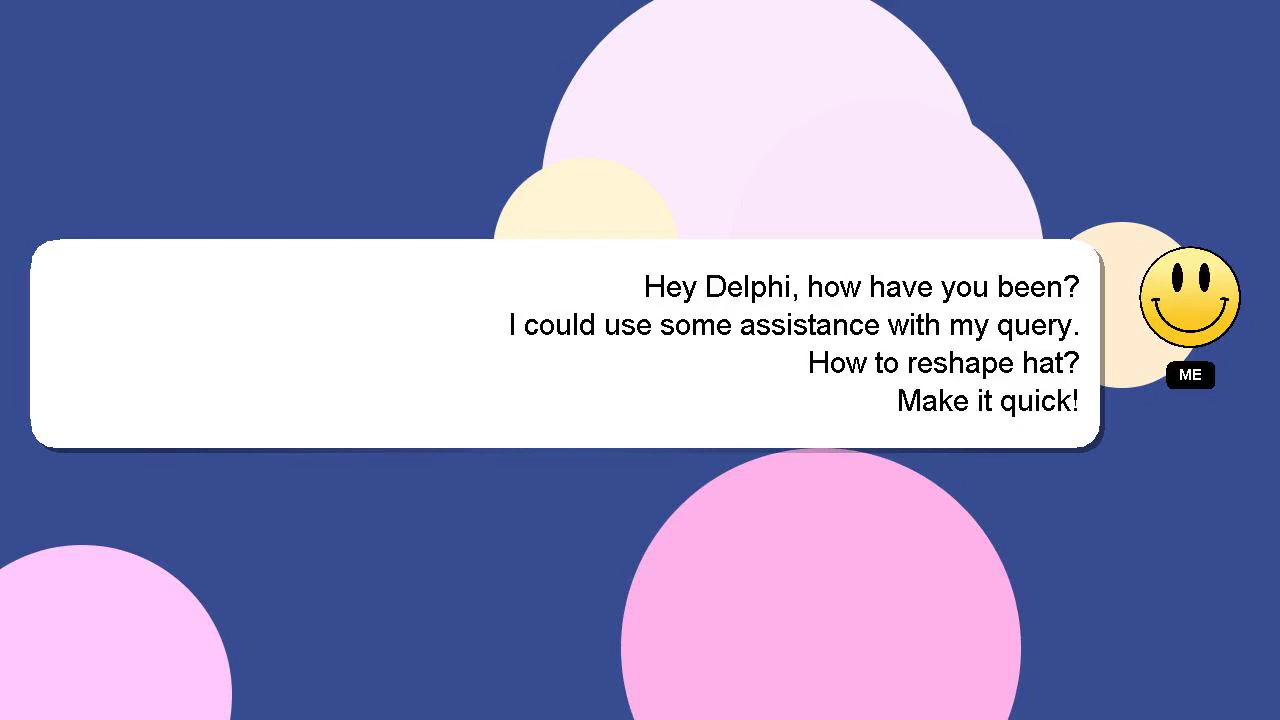 Hey Delphi, how have you been?
I could use some assistance with my query.
How to reshape hat?
Make it quick!
ME